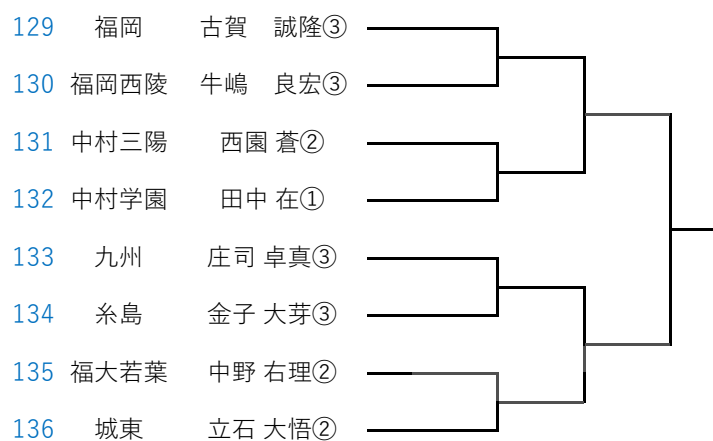 129 福岡 古賀 誠隆③
130 福岡西陵 牛嶋 良宏③
131 中村三陽 西園 蒼②
132 中村学園 田中 在①
133 九州 庄司 卓真③
134 糸島 金子 大芽③
135 福大若葉 中野 右理②
136 城東 立石 大悟②